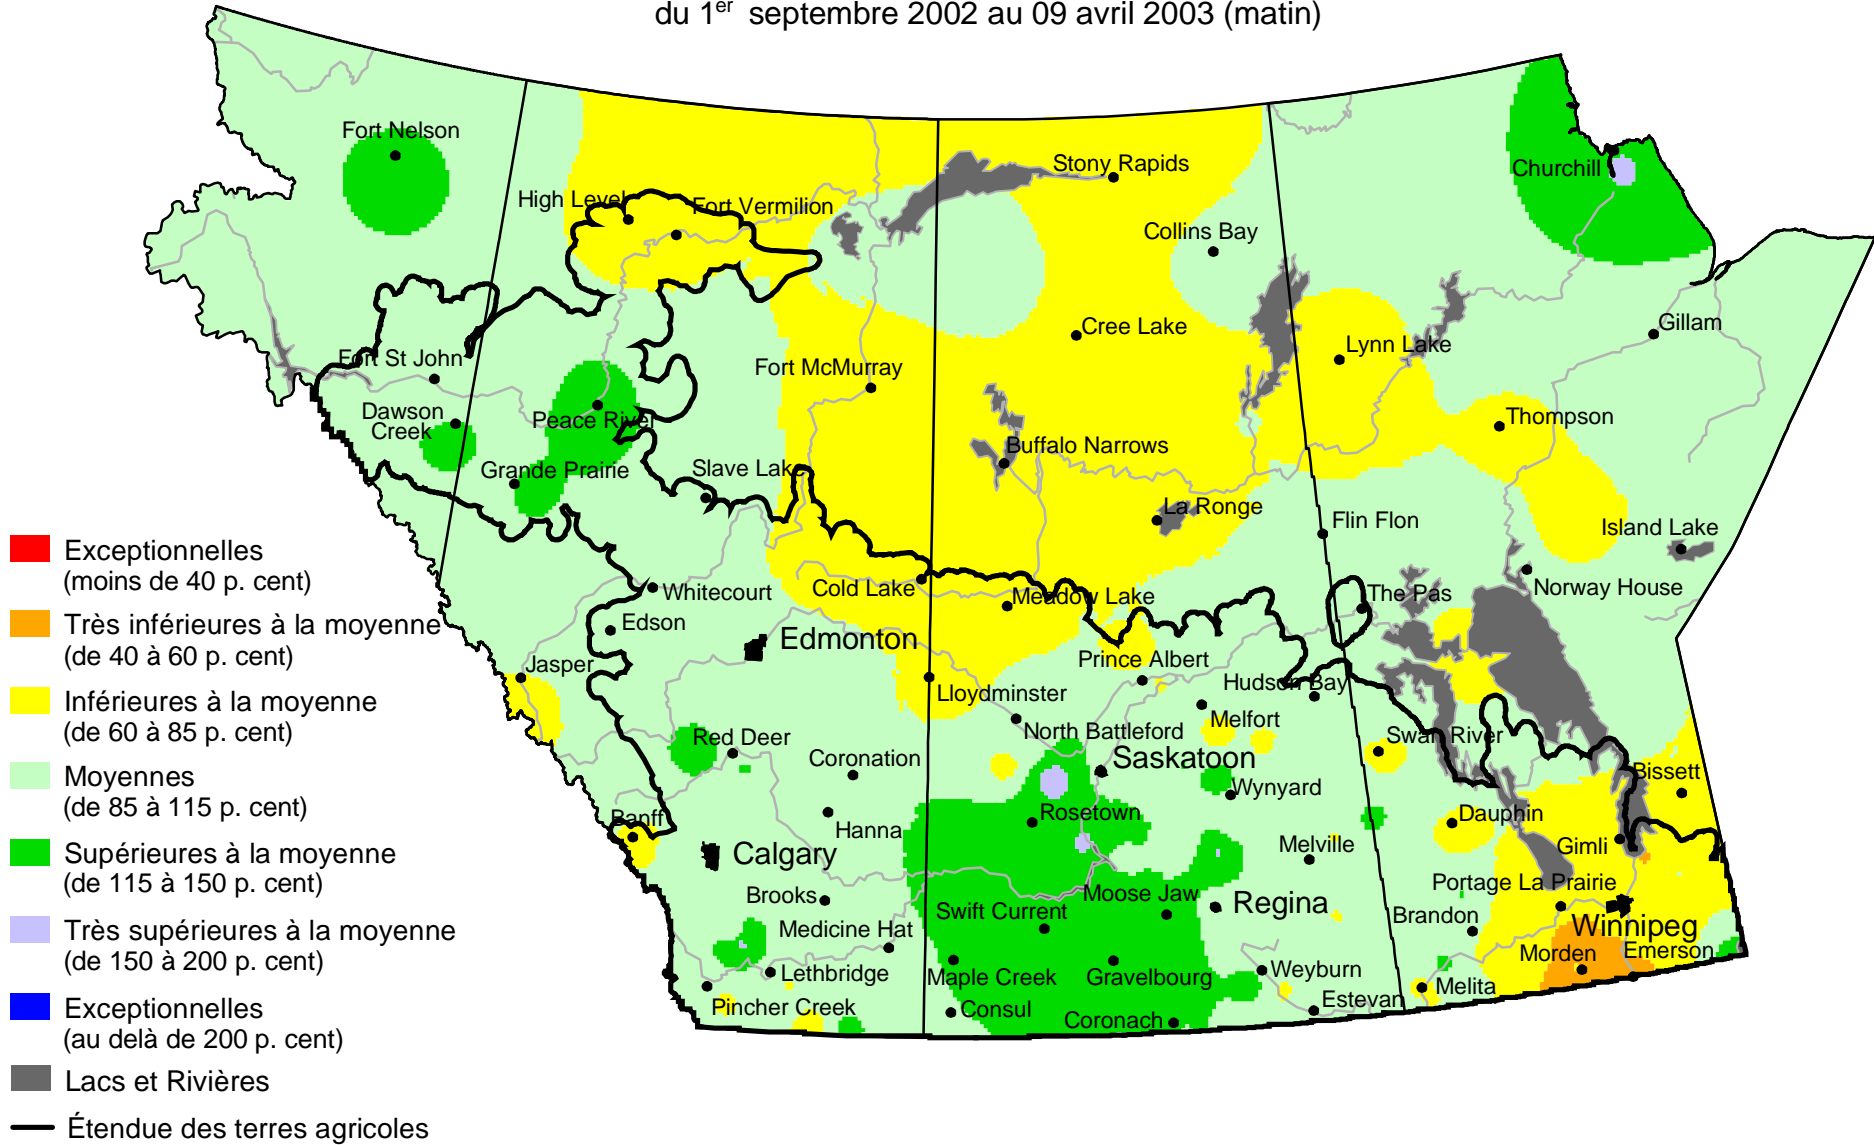 du 1er septembre 2002 au 09 avril 2003 (matin)
Fort Nelson
Churchill
Stony Rapids
High Level
Fort Vermilion
Collins Bay
Gillam
Cree Lake
Lynn Lake
Fort St John
Fort McMurray
Dawson
Creek
Peace River
Thompson
Buffalo Narrows
Grande Prairie
Slave Lake
La Ronge
Flin Flon
Island Lake
Exceptionnelles
(moins de 40 p. cent)
Whitecourt
Cold Lake
Meadow Lake
The Pas
Norway House
Très inférieures à la moyenne
(de 40 à 60 p. cent)
Edson
Edmonton
Jasper
Prince Albert
Hudson Bay
Inférieures à la moyenne
(de 60 à 85 p. cent)
Lloydminster
Melfort
North Battleford
Red Deer
Swan River
Coronation
Saskatoon
Bissett
Moyennes
(de 85 à 115 p. cent)
Wynyard
Banff
Hanna
Rosetown
Dauphin
Melville
Gimli
Supérieures à la moyenne
(de 115 à 150 p. cent)
Calgary
Portage La Prairie
Brooks
Moose Jaw
Regina
Swift Current
Brandon
Winnipeg
Très supérieures à la moyenne
(de 150 à 200 p. cent)
Medicine Hat
Morden
Emerson
Lethbridge
Maple Creek
Gravelbourg
Weyburn
Melita
Exceptionnelles
(au delà de 200 p. cent)
Pincher Creek
Consul
Coronach
Estevan
Lacs et Rivières
Étendue des terres agricoles